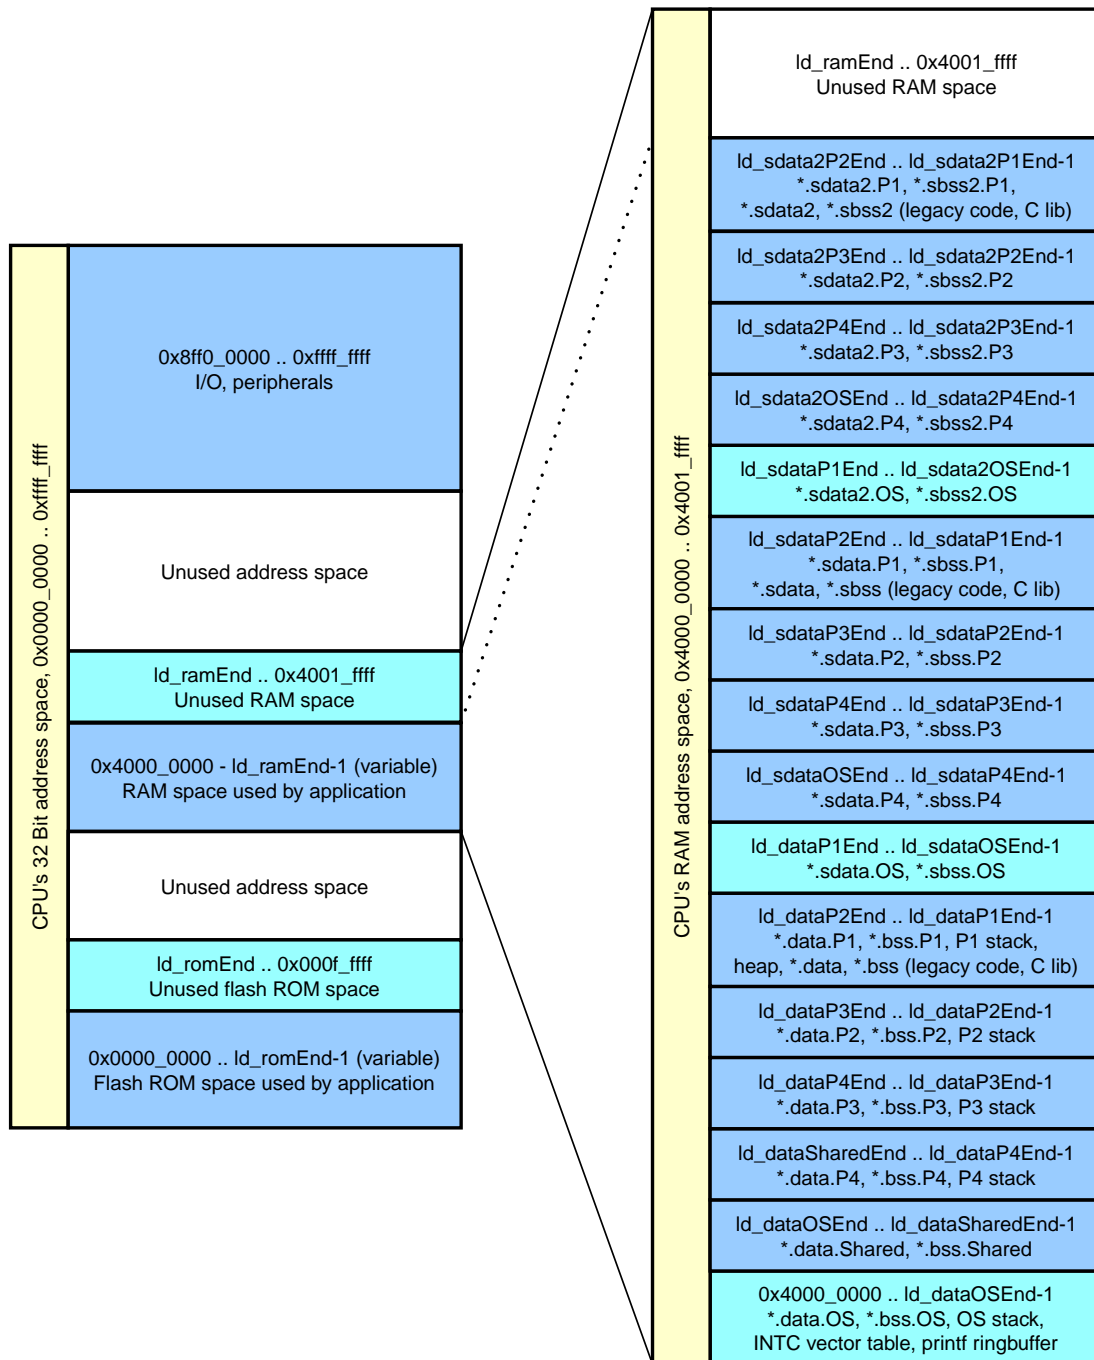 CPU's 32 Bit address space, 0x0000_0000 .. 0xffff_ffff
0x8ff0_0000 .. 0xffff_ffff
I/O, peripherals
Unused address space
ld_ramEnd .. 0x4001_ffff
Unused RAM space
0x4000_0000 - ld_ramEnd-1 (variable)
RAM space used by application
Unused address space
ld_romEnd .. 0x000f_ffff
Unused flash ROM space
0x0000_0000 .. ld_romEnd-1 (variable)
Flash ROM space used by application
CPU's RAM address space, 0x4000_0000 .. 0x4001_ffff
ld_ramEnd .. 0x4001_ffff
Unused RAM space
ld_sdata2P2End .. ld_sdata2P1End-1
*.sdata2.P1, *.sbss2.P1,
*.sdata2, *.sbss2 (legacy code, C lib)
ld_sdata2P3End .. ld_sdata2P2End-1
*.sdata2.P2, *.sbss2.P2
ld_sdata2P4End .. ld_sdata2P3End-1
*.sdata2.P3, *.sbss2.P3
ld_sdata2OSEnd .. ld_sdata2P4End-1
*.sdata2.P4, *.sbss2.P4
ld_sdataP1End .. ld_sdata2OSEnd-1
*.sdata2.OS, *.sbss2.OS
ld_sdataP2End .. ld_sdataP1End-1
*.sdata.P1, *.sbss.P1,
*.sdata, *.sbss (legacy code, C lib)
ld_sdataP3End .. ld_sdataP2End-1
*.sdata.P2, *.sbss.P2
ld_sdataP4End .. ld_sdataP3End-1
*.sdata.P3, *.sbss.P3
ld_sdataOSEnd .. ld_sdataP4End-1
*.sdata.P4, *.sbss.P4
ld_dataP1End .. ld_sdataOSEnd-1
*.sdata.OS, *.sbss.OS
ld_dataP2End .. ld_dataP1End-1
*.data.P1, *.bss.P1, P1 stack,
heap, *.data, *.bss (legacy code, C lib)
ld_dataP3End .. ld_dataP2End-1
*.data.P2, *.bss.P2, P2 stack
ld_dataP4End .. ld_dataP3End-1
*.data.P3, *.bss.P3, P3 stack
ld_dataSharedEnd .. ld_dataP4End-1
*.data.P4, *.bss.P4, P4 stack
ld_dataOSEnd .. ld_dataSharedEnd-1
*.data.Shared, *.bss.Shared
0x4000_0000 .. ld_dataOSEnd-1
*.data.OS, *.bss.OS, OS stack,
INTC vector table, printf ringbuffer